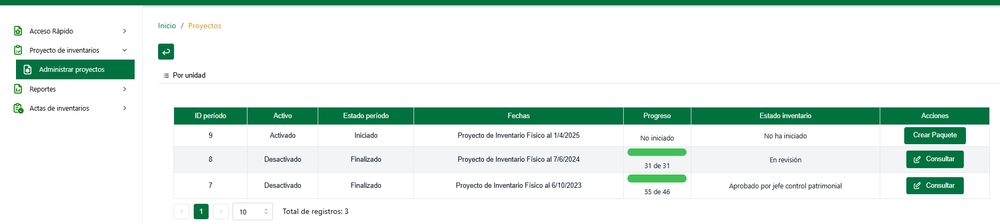 Inicio / Proyectos
Acceso Rápido
Proyecto de inventarios
Administrar proyectos
Reportes
Actas de inventarios
Por unidad
ID período Activo Estado período Fechas Progreso Estado inventario Acciones
9 Activado Iniciado Proyecto de Inventario Físico al 1/4/2025 No iniciado No ha iniciado Crear Paquete
8 Desactivado Finalizado Proyecto de Inventario Físico al 7/6/2024 31 de 31 En revisión Consultar
7 Desactivado Finalizado Proyecto de Inventario Físico al 6/10/2023 55 de 46 Aprobado por jefe control patrimonial Consultar
1 10 Total de registros: 3